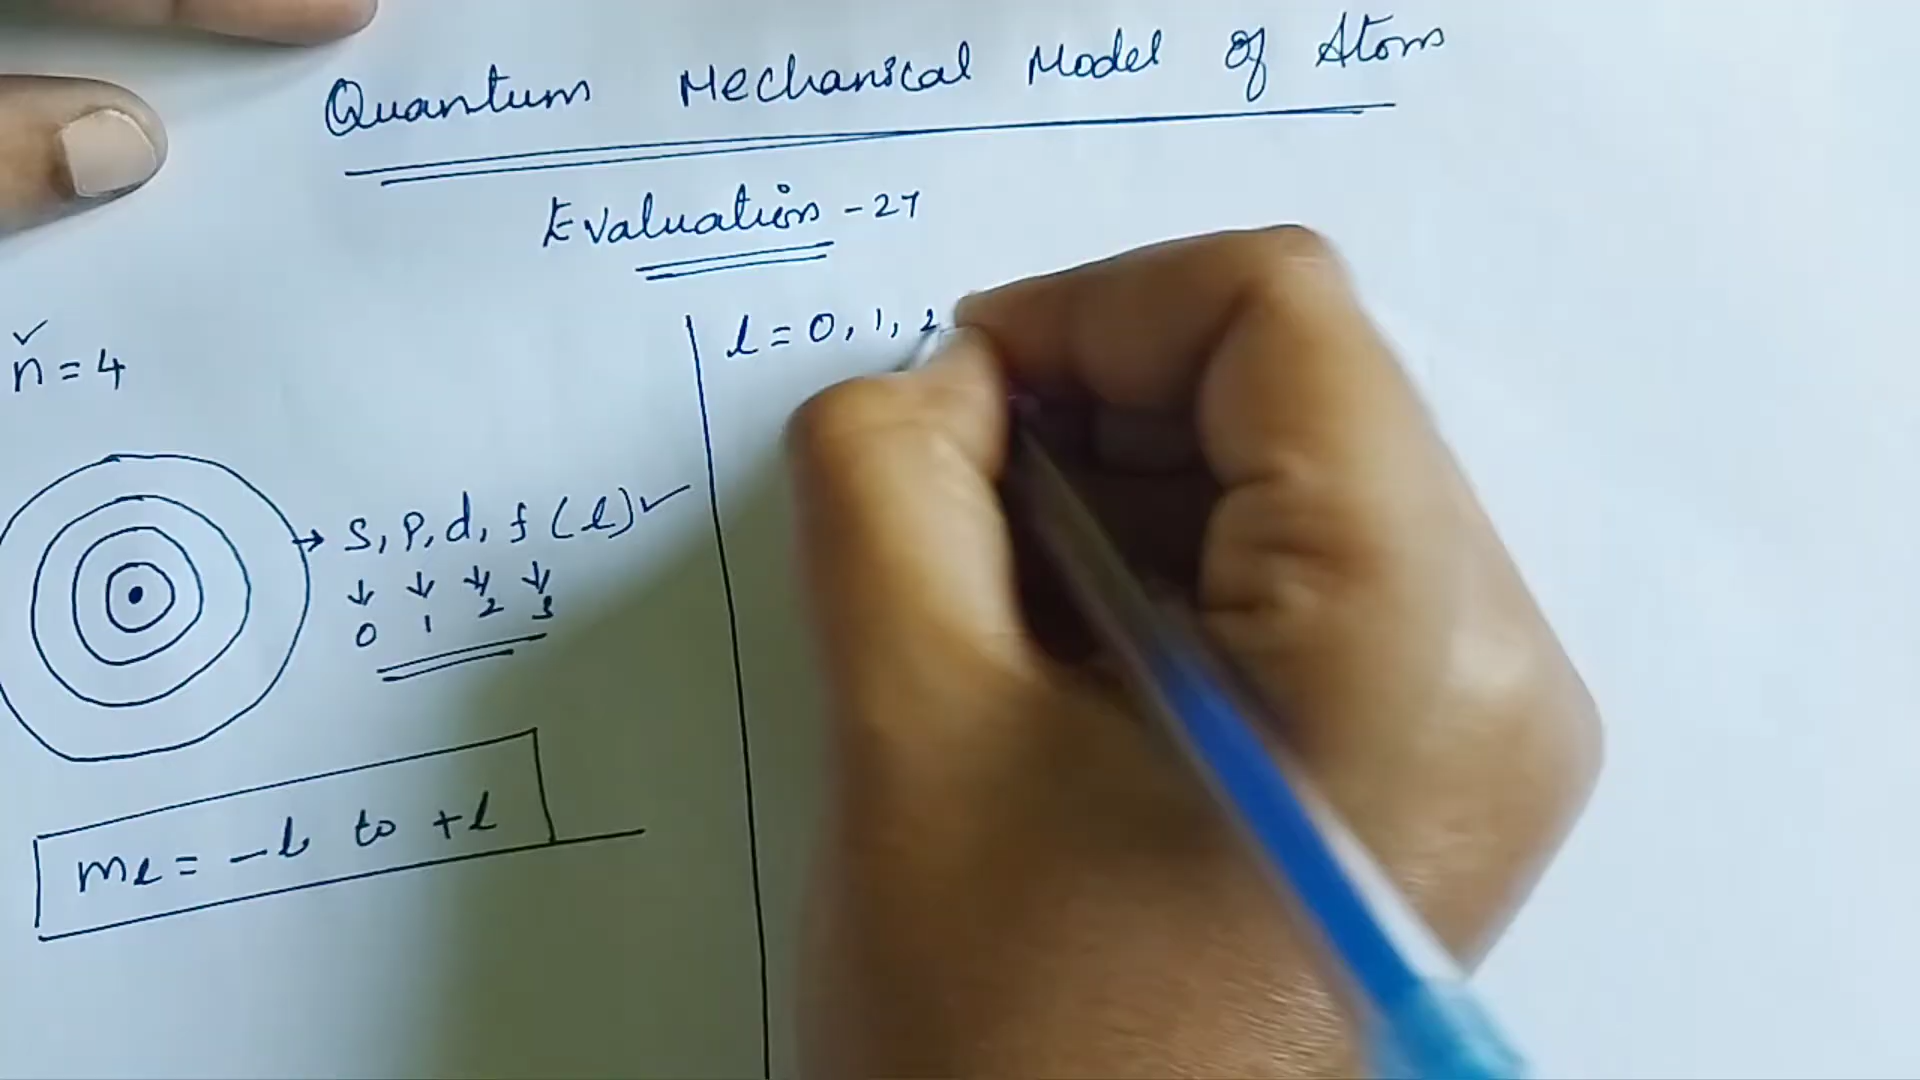 Quantum Mechanical Model of Atom
Evaluation - 27
n = 4
s, p, d, f (l)
0 1 2 3
ml = -l to +l
l = 0, 1, 2